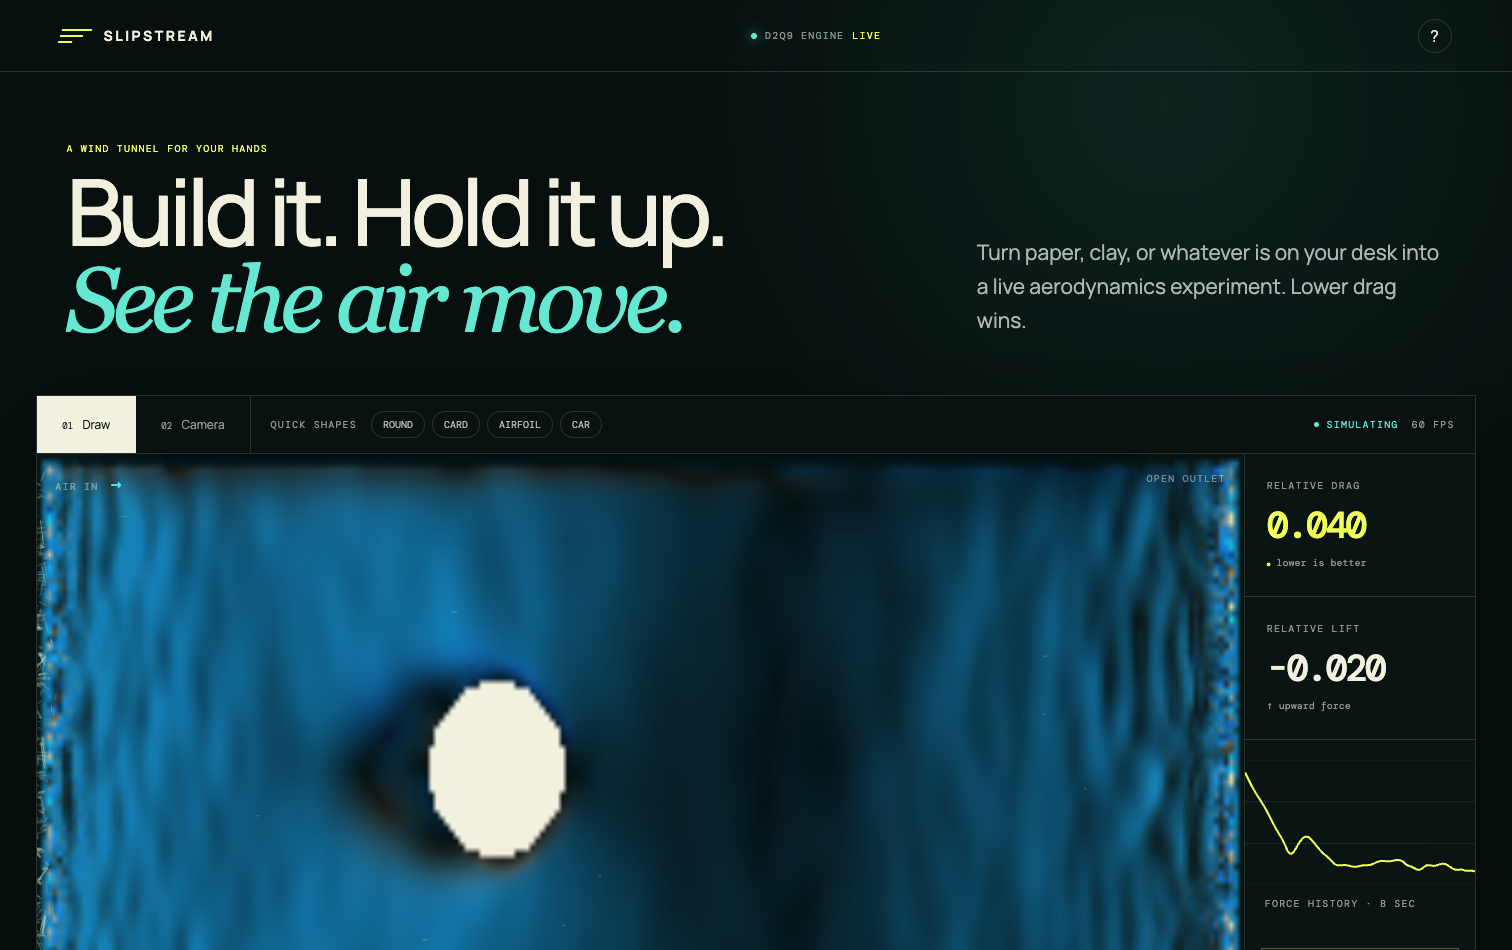 SLIPSTREAM
D2Q9 ENGINE LIVE
?
A WIND TUNNEL FOR YOUR HANDS
Build it. Hold it up.
See the air move.
Turn paper, clay, or whatever is on your desk into
a live aerodynamics experiment. Lower drag
wins.
01 Draw
02 Camera
QUICK SHAPES
ROUND
CARD
AIRFOIL
CAR
SIMULATING 60 FPS
AIR IN →
OPEN OUTLET
RELATIVE DRAG
0.040
lower is better
RELATIVE LIFT
-0.020
↑ upward force
FORCE HISTORY · 8 SEC